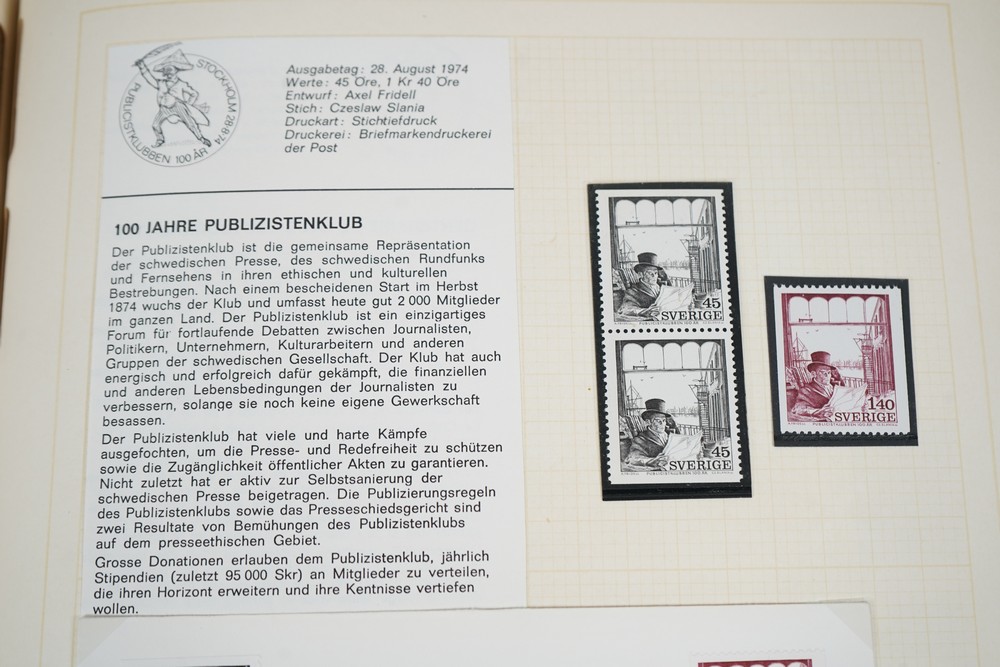 PUBLICISTKLUBBEN 100 ÅR
STOCKHOLM 28-8-74
Ausgabetag: 28. August 1974
Werte: 45 Öre, 1 Kr 40 Öre
Entwurf: Axel Fridell
Stich: Czeslaw Slania
Druckart: Stichtiefdruck
Druckerei: Briefmarkendruckerei
der Post
100 JAHRE PUBLIZISTENKLUB
Der Publizistenklub ist die gemeinsame Repräsentation
der schwedischen Presse, des schwedischen Rundfunks
und Fernsehens in ihren ethischen und kulturellen
Bestrebungen. Nach einem bescheidenen Start im Herbst
1874 wuchs der Klub und umfasst heute gut 2 000 Mitglieder
im ganzen Land. Der Publizistenklub ist ein einzigartiges
Forum für fortlaufende Debatten zwischen Journalisten,
Politikern, Unternehmern, Kulturarbeitern und anderen
Gruppen der schwedischen Gesellschaft. Der Klub hat auch
energisch und erfolgreich dafür gekämpft, die finanziellen
und anderen Lebensbedingungen der Journalisten zu
verbessern, solange sie noch keine eigene Gewerkschaft
besassen.
Der Publizistenklub hat viele und harte Kämpfe
ausgefochten, um die Presse- und Redefreiheit zu schützen
sowie die Zugänglichkeit öffentlicher Akten zu garantieren.
Nicht zuletzt hat er aktiv zur Selbstsanierung der
schwedischen Presse beigetragen. Die Publizierungsregeln
des Publizistenklubs sowie das Presseschiedsgericht sind
zwei Resultate von Bemühungen des Publizistenklubs
auf dem presseethischen Gebiet.
Grosse Donationen erlauben dem Publizistenklub, jährlich
Stipendien (zuletzt 95 000 Skr) an Mitglieder zu verteilen,
die ihren Horizont erweitern und ihre Kentnisse vertiefen
wollen.
45
SVERIGE
PUBLICISTKLUBBEN 100 ÅR
45
SVERIGE
PUBLICISTKLUBBEN 100 ÅR
140
SVERIGE
PUBLICISTKLUBBEN 100 ÅR